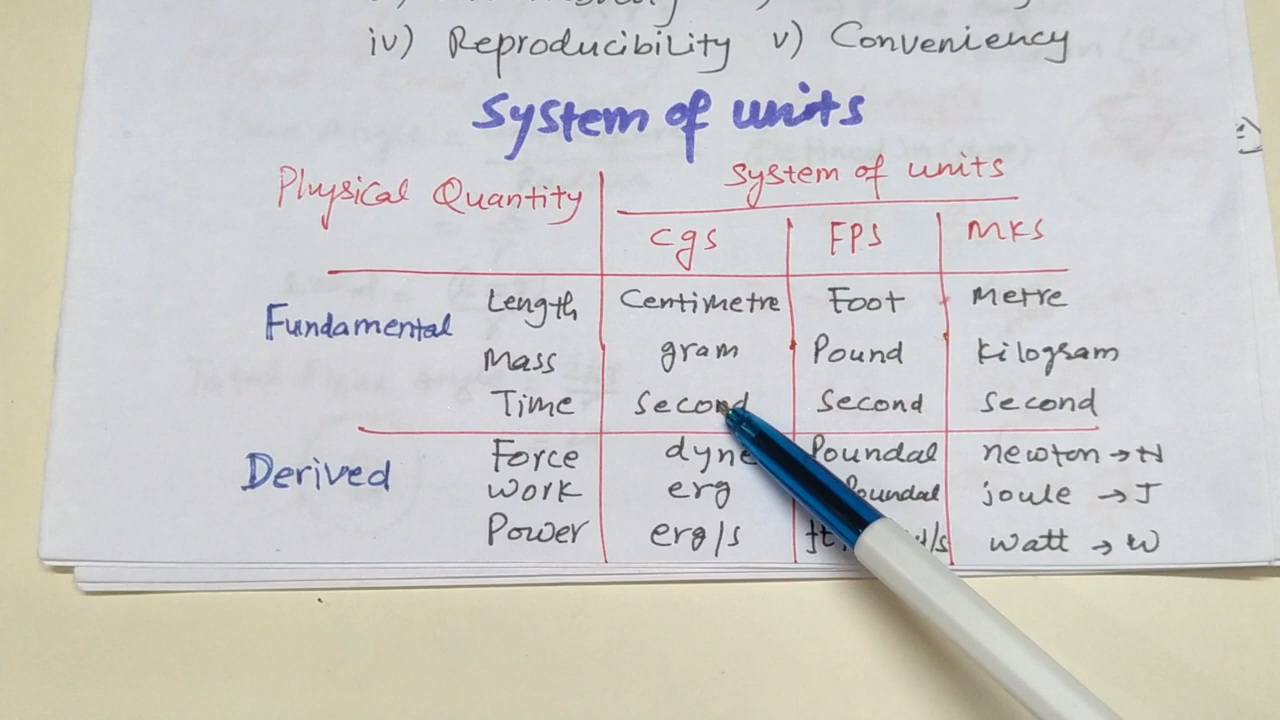 iv) Reproducibility v) Conveniency
System of units
Physical Quantity System of units
cgs FPS MKS
Fundamental Length Centimetre Foot Metre
Mass gram Pound kilogram
Time Second Second Second
Derived Force dyne Poundal newton → N
Work erg Poundal joule → J
Power erg/s watt → W